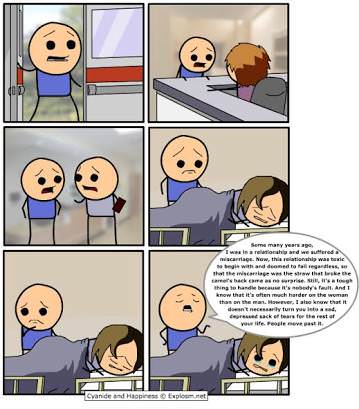 Some many years ago,
I was in a relationship and we suffered a
miscarriage. Now, this relationship was toxic
to begin with and doomed to fail regardless, so
that the miscarriage was the straw that broke the
camel's back came as no surprise. Still, it's a tough
thing to handle because it's nobody's fault. And I
know that it's often much harder on the woman
than on the man. However, I also know that it
doesn't necessarily turn you into a sad,
depressed sack of tears for the rest of
your life. People move past it.
Cyanide and Happiness © Explosm.net